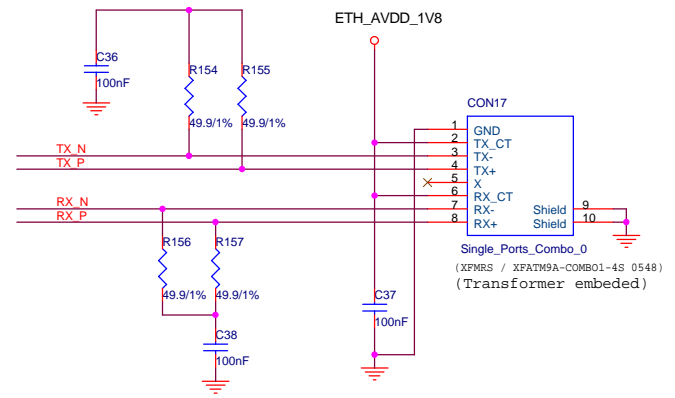 ETH_AVDD_1V8
C36
100nF
R154
R155
49.9/1%
49.9/1%
CON17
TX_N
TX_P
RX_N
RX_P
1
2
3
4
5
6
7
8
GND
TX_CT
TX-
TX+
X
RX_CT
RX-
RX+
Shield
Shield
9
10
Single_Ports_Combo_0
(XFMRS / XFATM9A-COMBO1-4S 0548)
(Transformer embeded)
R156
R157
49.9/1%
49.9/1%
C37
100nF
C38
100nF